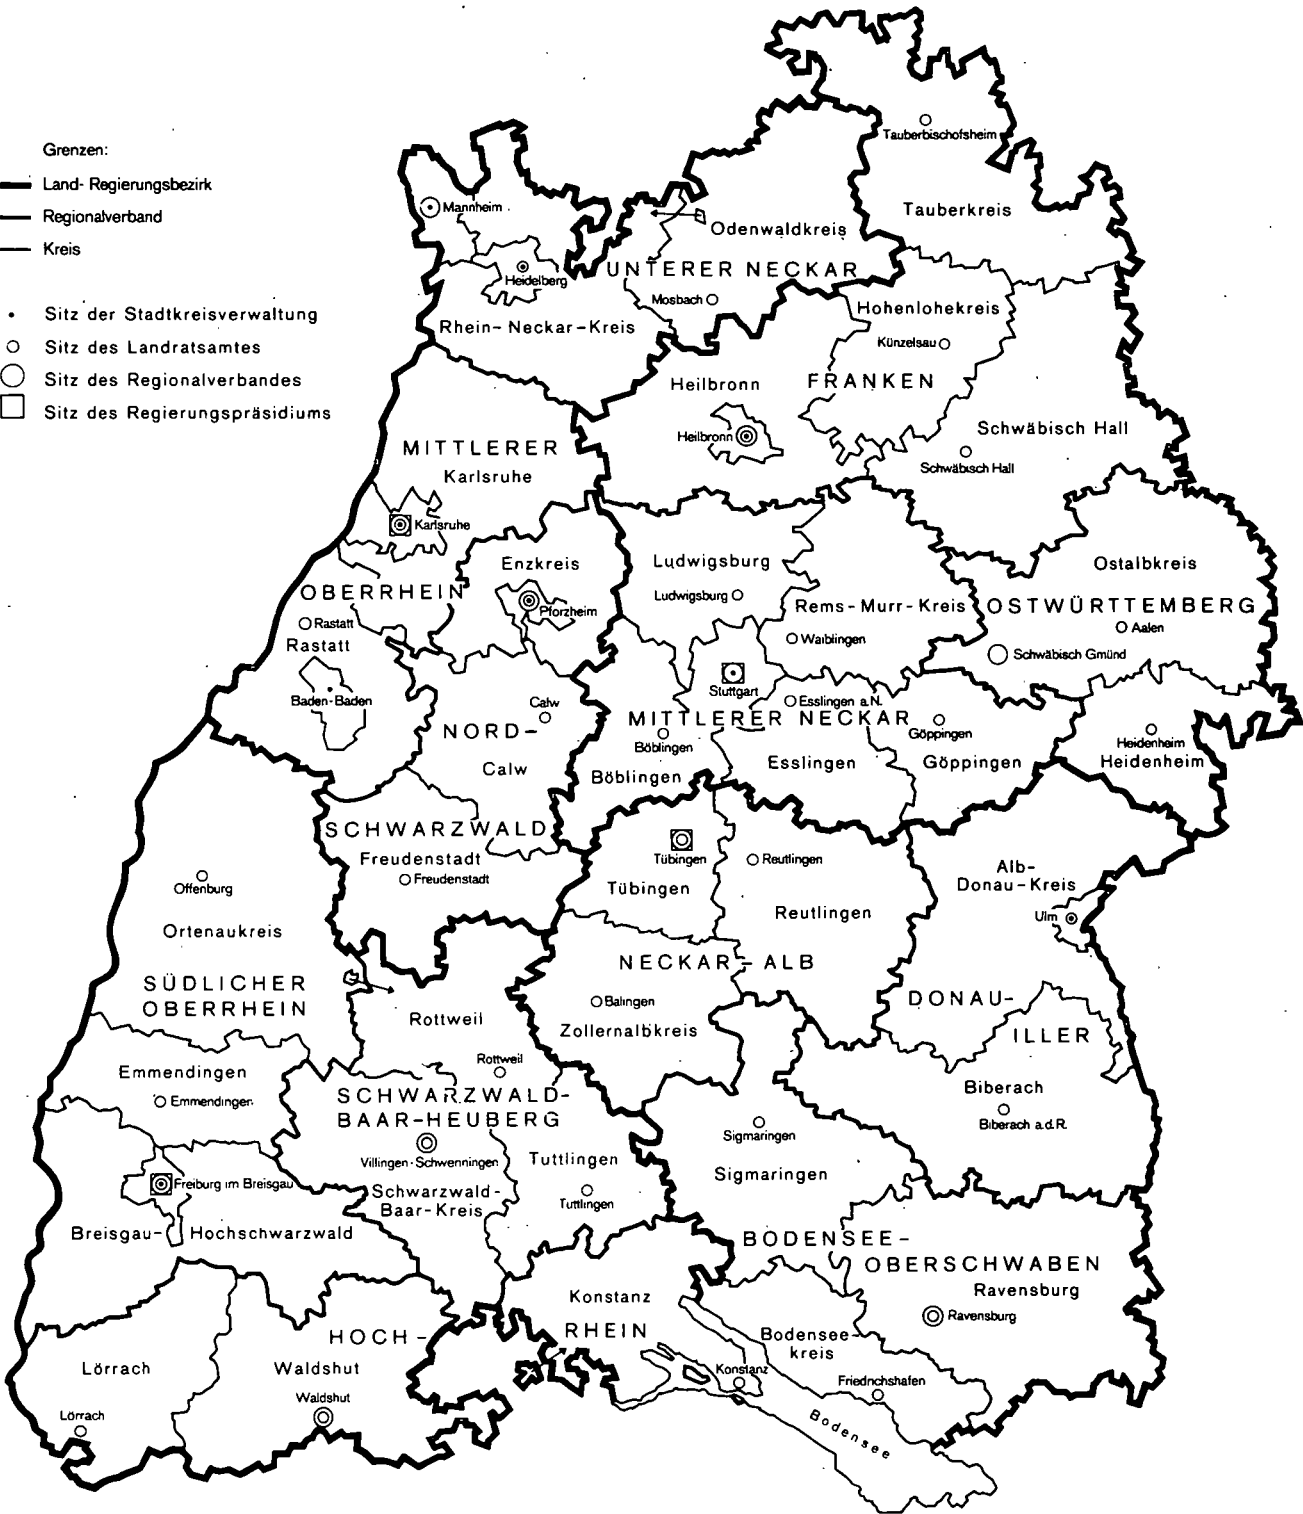 Grenzen:
Land- Regierungsbezirk
Regionalverband
Kreis
Sitz der Stadtkreisverwaltung
Sitz des Landratsamtes
Sitz des Regionalverbandes
Sitz des Regierungspräsidiums
Tauberbischofsheim
Tauberkreis
Mannheim
Odenwaldkreis
Heidelberg
UNTERER NECKAR
Mosbach
Rhein-Neckar-Kreis
Hohenlohekreis
Künzelsau
Heilbronn
FRANKEN
Heilbronn
Schwäbisch Hall
Schwäbisch Hall
MITTLERER
Karlsruhe
Karlsruhe
Enzkreis
Ludwigsburg
Ostalbkreis
OBERRHEIN
Pforzheim
Ludwigsburg
Rems-Murr-Kreis
OSTWÜRTTEMBERG
Rastatt
Rastatt
Waiblingen
Aalen
Schwäbisch Gmünd
Baden-Baden
Calw
Stuttgart
Esslingen a.N.
NORD-
MITTLERER NECKAR
Göppingen
Heidenheim
Böblingen
Calw
Böblingen
Esslingen
Göppingen
Heidenheim
SCHWARZWALD
Freudenstadt
Freudenstadt
Tübingen
Tübingen
Reutlingen
Reutlingen
Alb-
Donau-Kreis
Ulm
Offenburg
Ortenaukreis
SÜDLICHER
OBERRHEIN
NECKAR-ALB
Balingen
Zollernalbkreis
DONAU-
ILLER
Rottweil
Rottweil
Emmendingen
Emmendingen
SCHWARZWALD-
BAAR-HEUBERG
Villingen-Schwenningen
Biberach
Biberach a.d.R.
Sigmaringen
Sigmaringen
Tuttlingen
Tuttlingen
Freiburg im Breisgau
Schwarzwald-
Baar-Kreis
Breisgau- Hochschwarzwald
BODENSEE-
OBERSCHWABEN
Ravensburg
Ravensburg
Konstanz
HOCH-
RHEIN
Bodensee-
kreis
Lörrach
Waldshut
Konstanz
Friedrichshafen
Waldshut
Lörrach
Bodensee